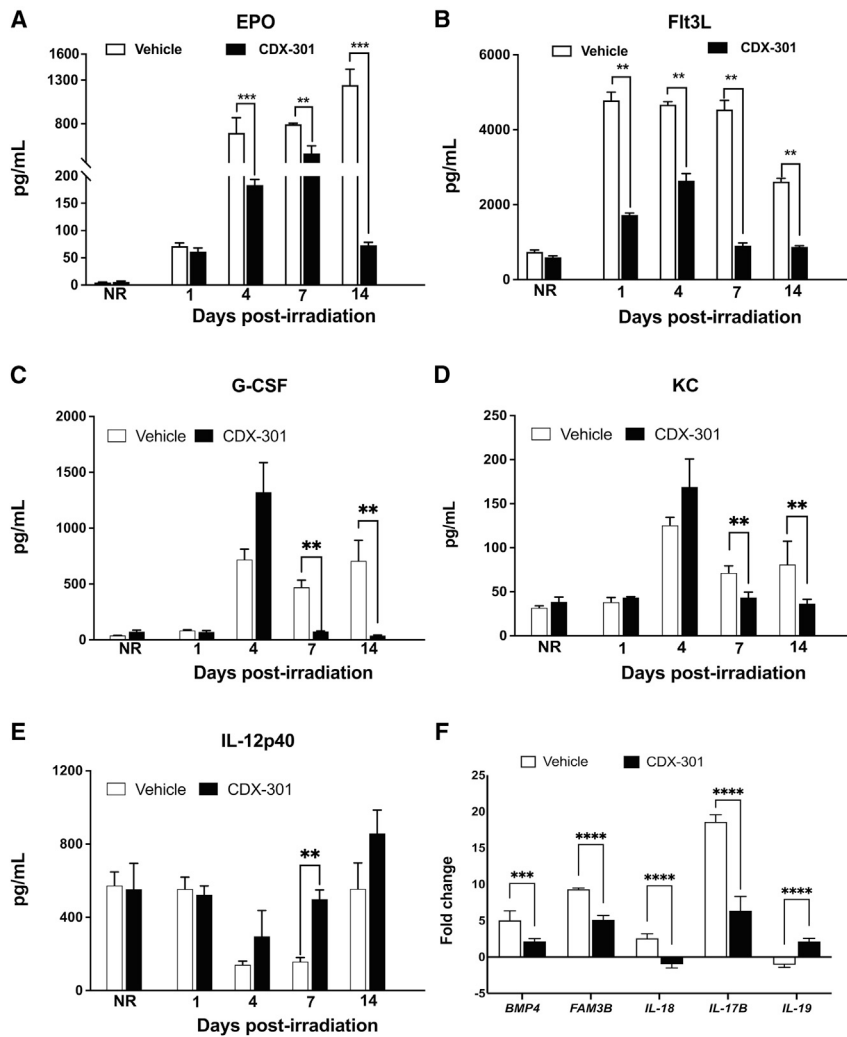 A
EPO
Vehicle
CDX-301
pg/mL
1600
1300
800
200
150
100
50
0
***
**
***
NR
1
4
7
14
Days post-irradiation
B
Flt3L
Vehicle
CDX-301
pg/mL
6000
4000
2000
0
**
**
**
**
NR
1
4
7
14
Days post-irradiation
C
G-CSF
Vehicle
CDX-301
pg/mL
2000
1500
1000
500
0
**
**
NR
1
4
7
14
Days post-irradiation
D
KC
Vehicle
CDX-301
pg/mL
250
200
150
100
50
0
**
**
NR
1
4
7
14
Days post-irradiation
E
IL-12p40
Vehicle
CDX-301
pg/mL
1200
800
400
0
**
NR
1
4
7
14
Days post-irradiation
F
Vehicle
CDX-301
Fold change
25
20
15
10
5
0
-5
***
****
****
****
****
BMP4
FAM3B
IL-18
IL-17B
IL-19